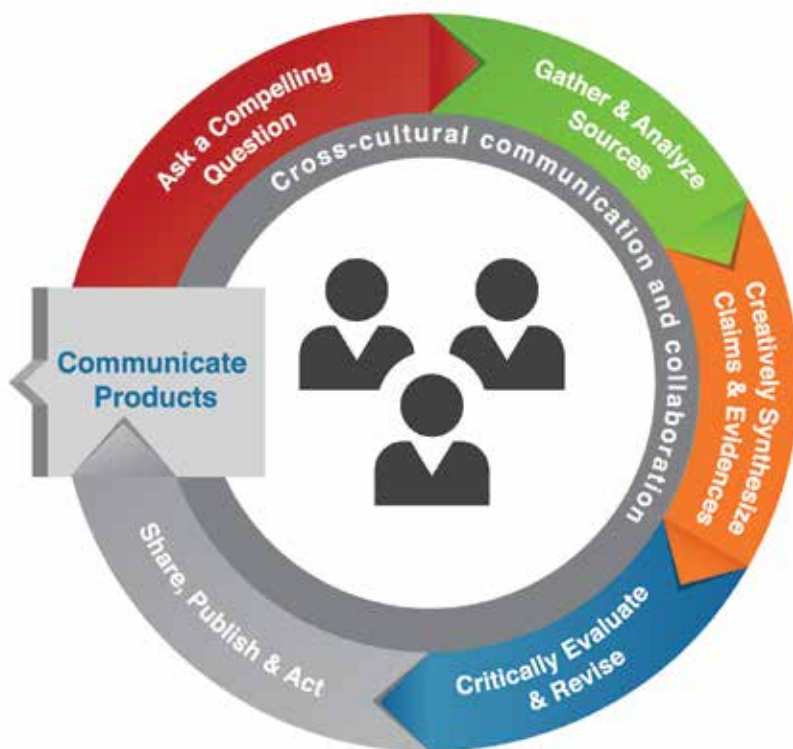 Ask a Compelling
Question
Gather & Analyze
Sources
Creatively Synthesize
Claims & Evidences
Critically Evaluate
& Revise
Share, Publish & Act
Communicate
Products
Cross-cultural communication and collaboration